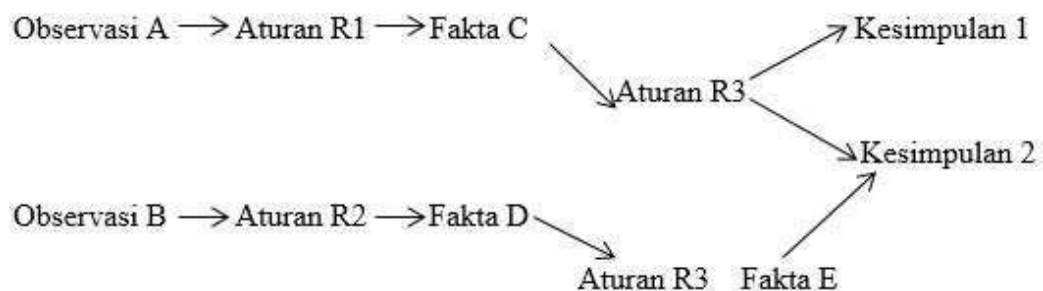 Observasi A Aturan R1 Fakta C Kesimpulan 1
Aturan R3
Kesimpulan 2
Observasi B Aturan R2 Fakta D
Aturan R3 Fakta E